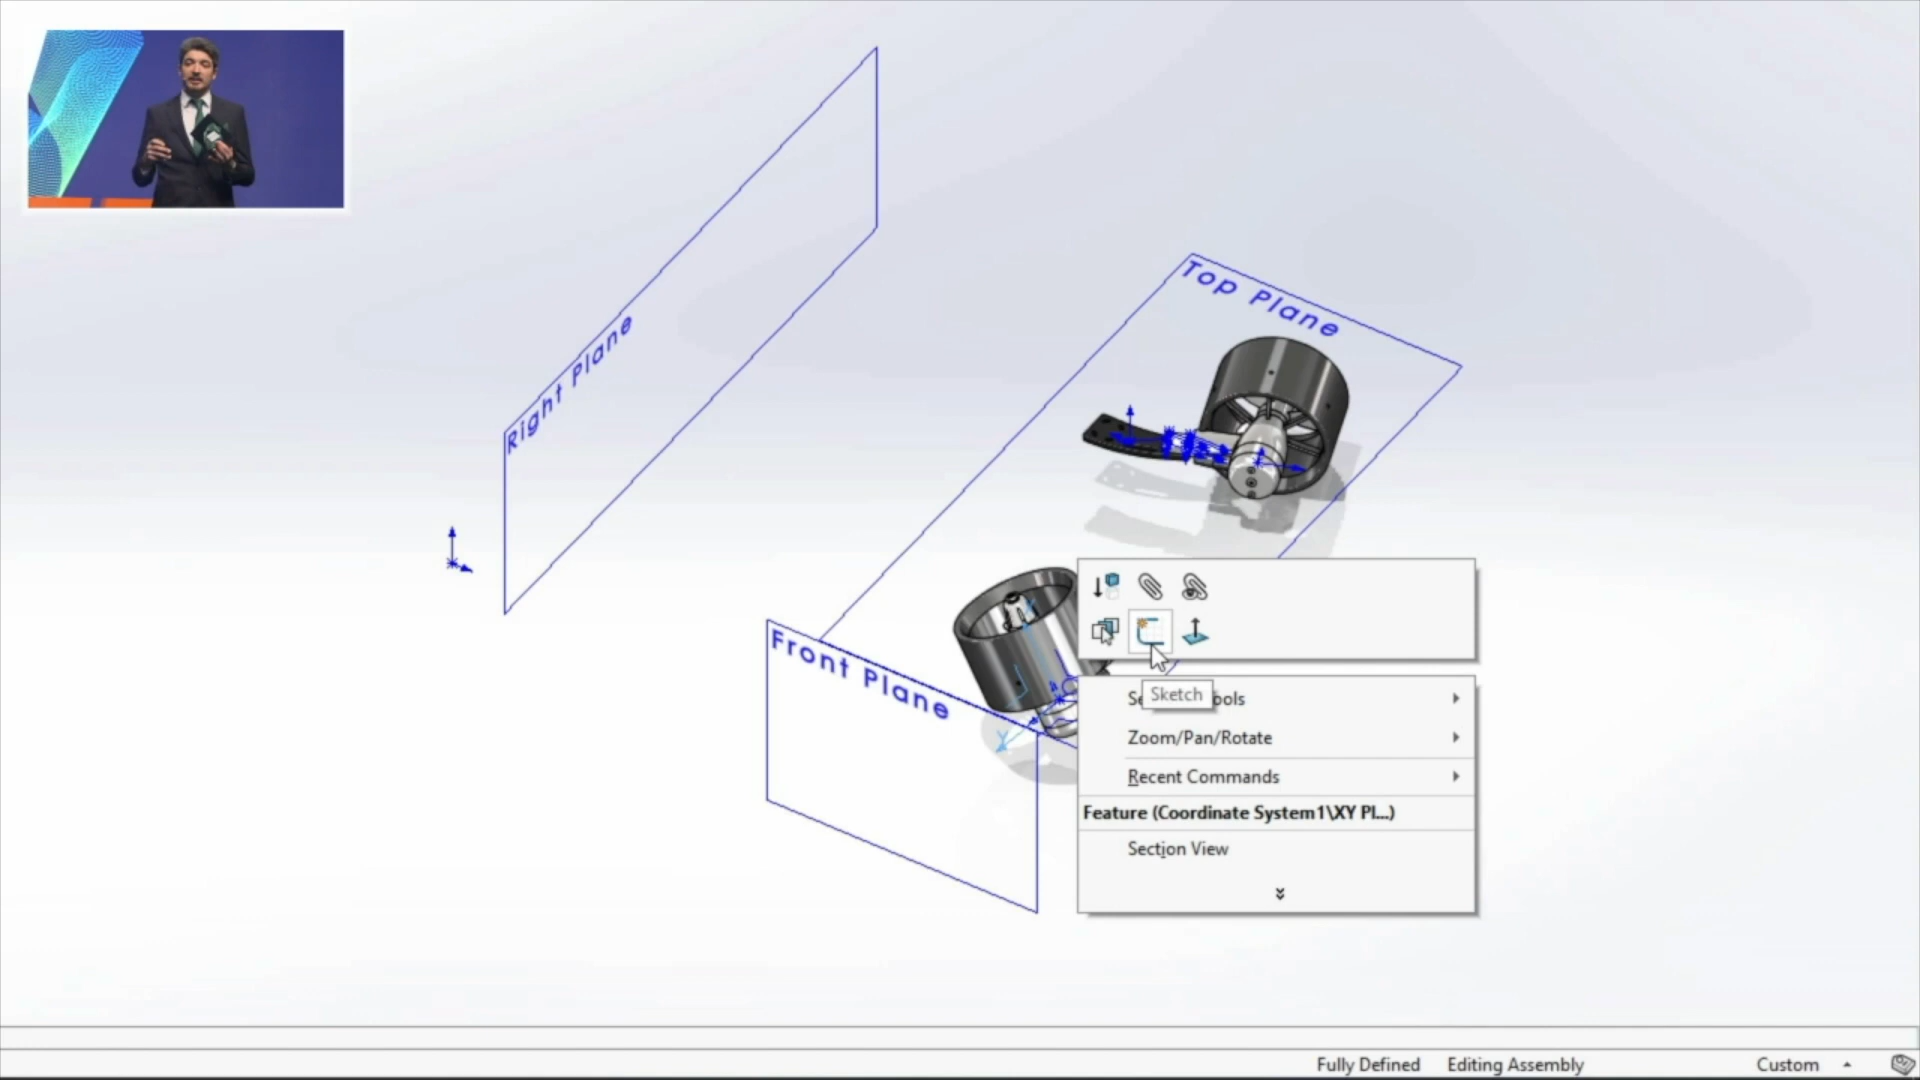 Top Plane
Right Plane
Front Plane
Sketch
Se ools
Zoom/Pan/Rotate
Recent Commands
Feature (Coordinate System1\XY Pl...)
Section View
Y
Fully Defined
Editing Assembly
Custom